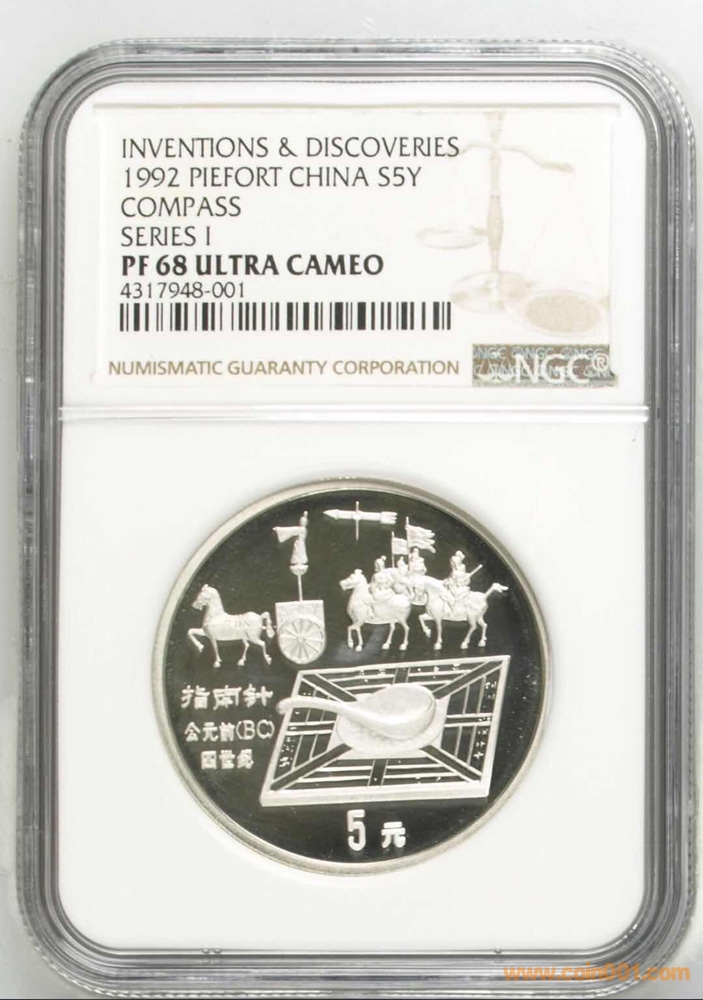 INVENTIONS & DISCOVERIES
1992 PIEFORT CHINA S5Y
COMPASS
SERIES I
PF 68 ULTRA CAMEO
4317948-001
NUMISMATIC GUARANTY CORPORATION
NGC®
指南针
公元前(BC)
四世纪
5 元
www.coin001.com